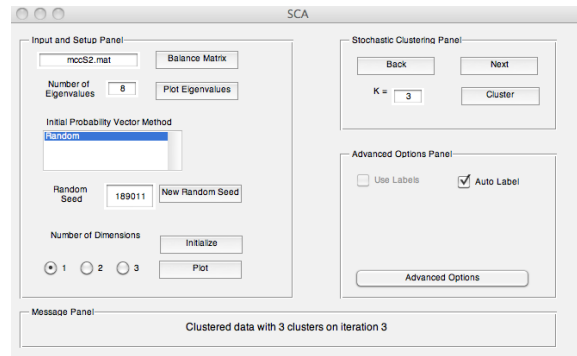 SCA
Input and Setup Panel
mccS2.mat
Balance Matrix
Number of
Eigenvalues
8
Plot Eigenvalues
Initial Probability Vector Method
Random
Random
Seed
189011
New Random Seed
Number of Dimensions
Initialize
1 2 3
Plot
Stochastic Clustering Panel
Back
Next
K =
3
Cluster
Advanced Options Panel
Use Labels
Auto Label
Advanced Options
Message Panel
Clustered data with 3 clusters on iteration 3